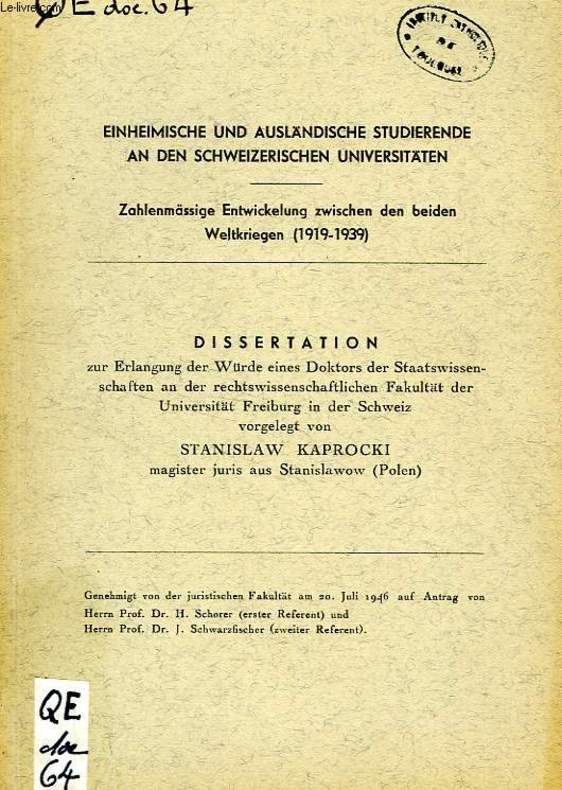 Le-livre.com
QE doc. 64
EINHEIMISCHE UND AUSLÄNDISCHE STUDIERENDE
AN DEN SCHWEIZERISCHEN UNIVERSITÄTEN
Zahlenmässige Entwickelung zwischen den beiden
Weltkriegen (1919-1939)
DISSERTATION
zur Erlangung der Würde eines Doktors der Staatswissen-
schaften an der rechtswissenschaftlichen Fakultät der
Universität Freiburg in der Schweiz
vorgelegt von
STANISLAW KAPROCKI
magister juris aus Stanislawow (Polen)
Genehmigt von der juristischen Fakultät am 20. Juli 1946 auf Antrag von
Herrn Prof. Dr. H. Schorer (erster Referent) und
Herrn Prof. Dr. J. Schwarzfischer (zweiter Referent).
QE
doc
64